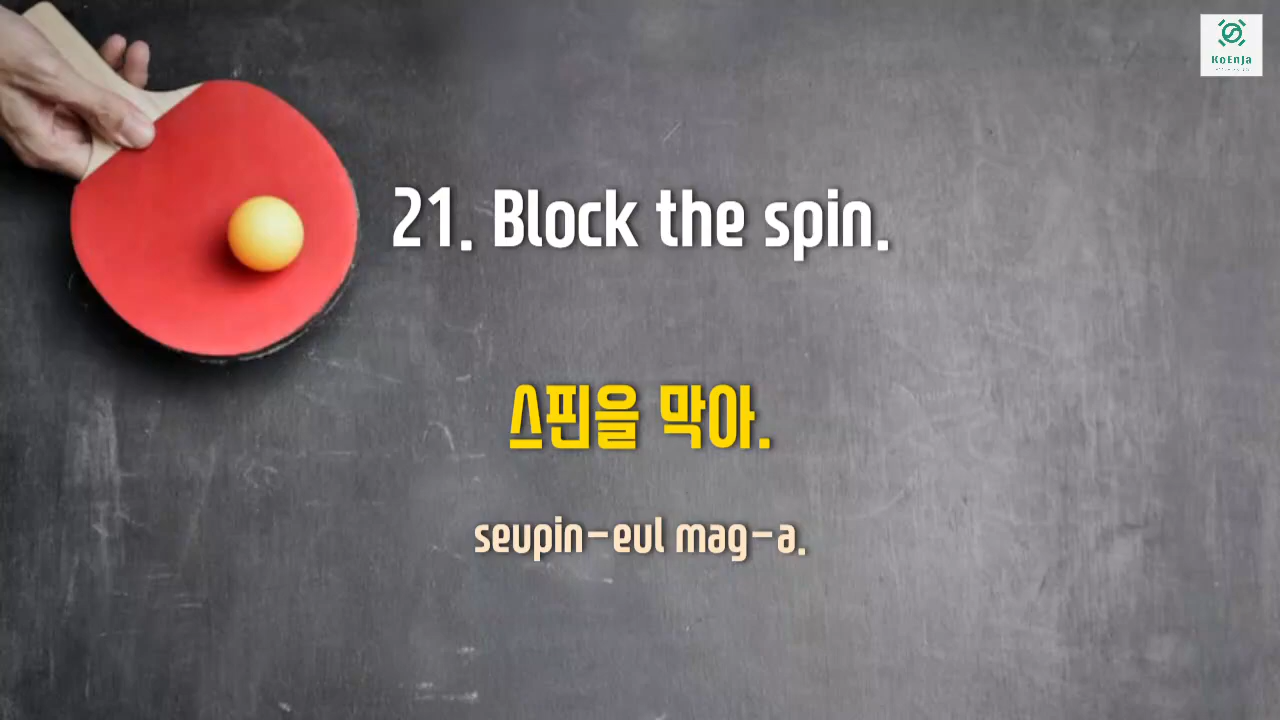 KoEnJa
21. Block the spin.
스핀을 막아.
seupin-eul mag-a.